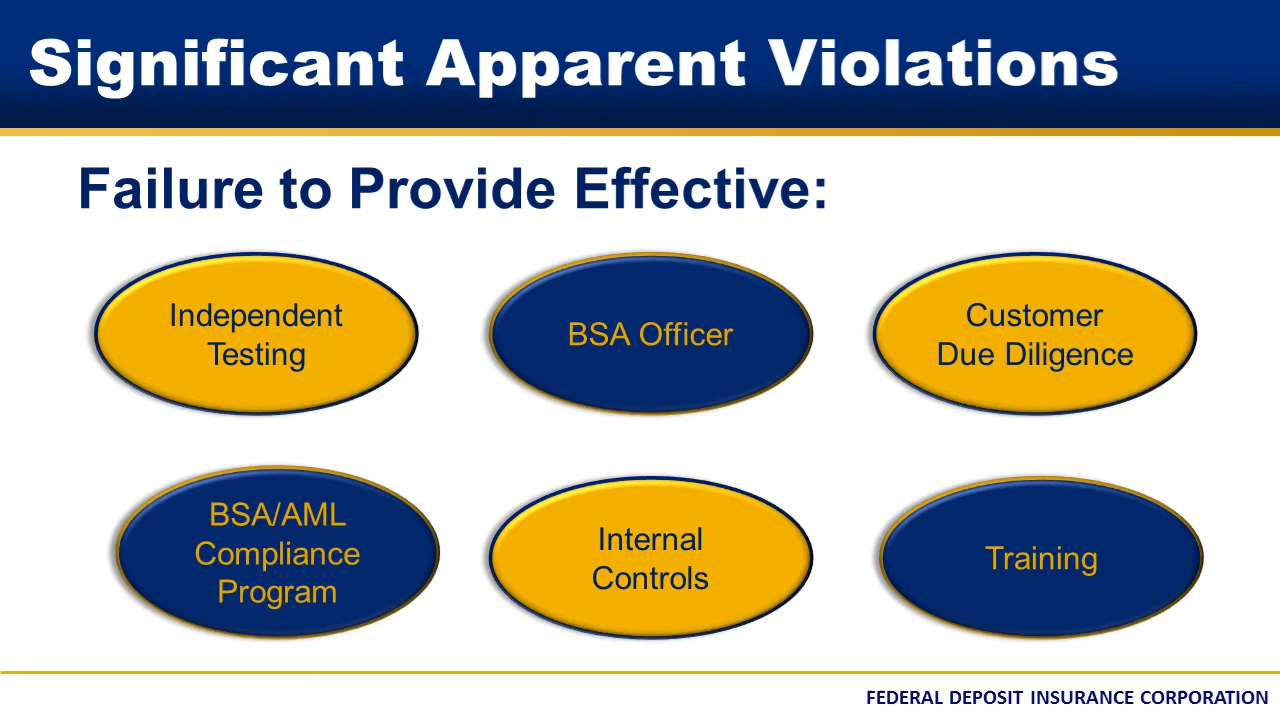 Significant Apparent Violations
Failure to Provide Effective:
Independent
Testing
BSA Officer
Customer
Due Diligence
BSA/AML
Compliance
Program
Internal
Controls
Training
FEDERAL DEPOSIT INSURANCE CORPORATION